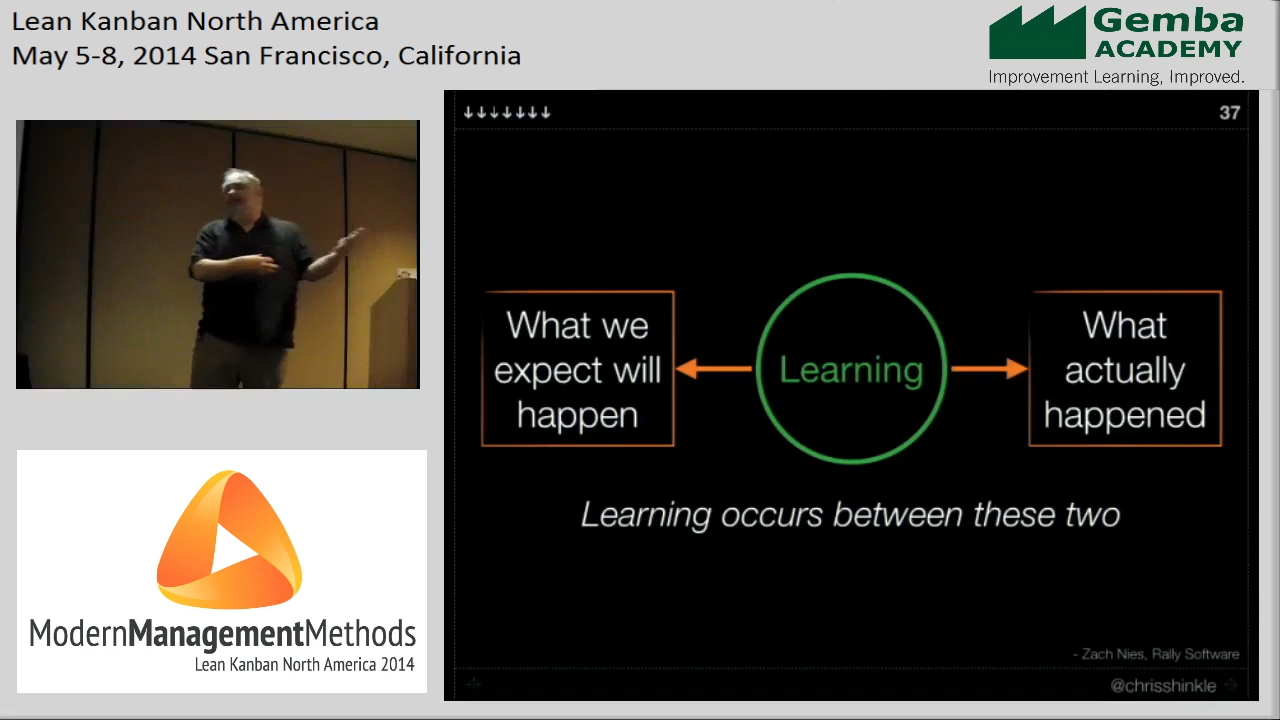 Lean Kanban North America
May 5-8, 2014 San Francisco, California
Gemba
ACADEMY
Improvement Learning, Improved.
37
What we
expect will
happen
Learning
What
actually
happened
Learning occurs between these two
- Zach Nies, Rally Software
@chrisshinkle
ModernManagementMethods
Lean Kanban North America 2014